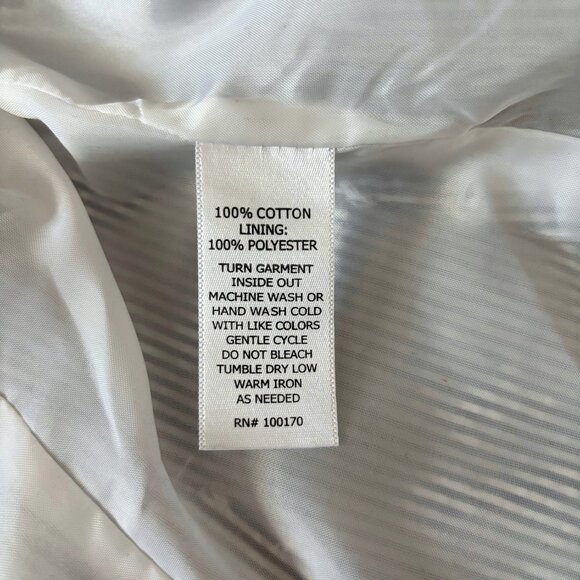 100% COTTON
LINING:
100% POLYESTER
TURN GARMENT
INSIDE OUT
MACHINE WASH OR
HAND WASH COLD
WITH LIKE COLORS
GENTLE CYCLE
DO NOT BLEACH
TUMBLE DRY LOW
WARM IRON
AS NEEDED
RN# 100170